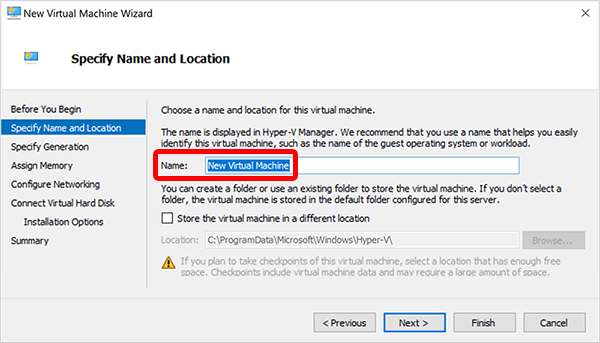 New Virtual Machine Wizard
Specify Name and Location
Before You Begin
Specify Name and Location
Specify Generation
Assign Memory
Configure Networking
Connect Virtual Hard Disk
Installation Options
Summary
Choose a name and location for this virtual machine.
The name is displayed in Hyper-V Manager. We recommend that you use a name that helps you easily
identify this virtual machine, such as the name of the guest operating system or workload.
Name: New Virtual Machine
You can create a folder or use an existing folder to store the virtual machine. If you don't select a
folder, the virtual machine is stored in the default folder configured for this server.
Store the virtual machine in a different location
Location: C:\ProgramData\Microsoft\Windows\Hyper-V\ Browse...
If you plan to take checkpoints of this virtual machine, select a location that has enough free
space. Checkpoints include virtual machine data and may require a large amount of space.
< Previous Next > Finish Cancel